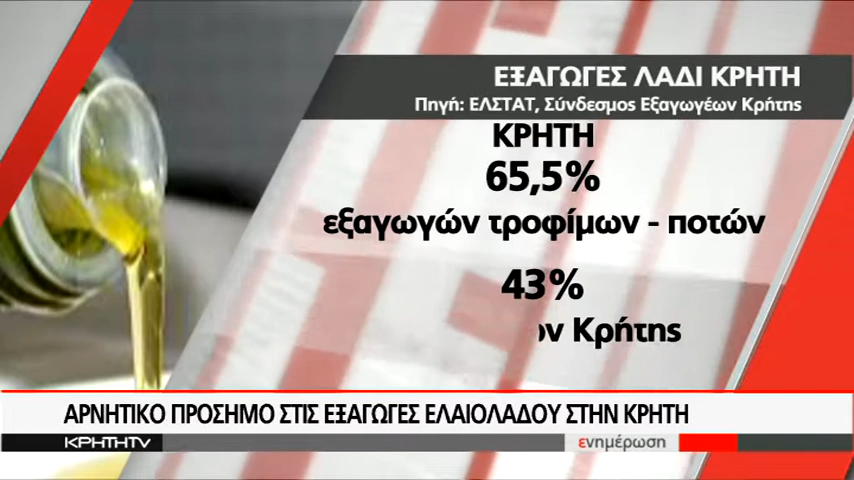 ΕΞΑΓΩΓΕΣ ΛΑΔΙ ΚΡΗΤΗ
Πηγή: ΕΛΣΤΑΤ, Σύνδεσμος Εξαγωγέων Κρήτης
ΚΡΗΤΗ
65,5%
εξαγωγών τροφίμων - ποτών
43%
Κρήτης
ΑΡΝΗΤΙΚΟ ΠΡΟΣΗΜΟ ΣΤΙΣ ΕΞΑΓΩΓΕΣ ΕΛΑΙΟΛΑΔΟΥ ΣΤΗΝ ΚΡΗΤΗ
ΚΡΗΤΗTV
ενημέρωση